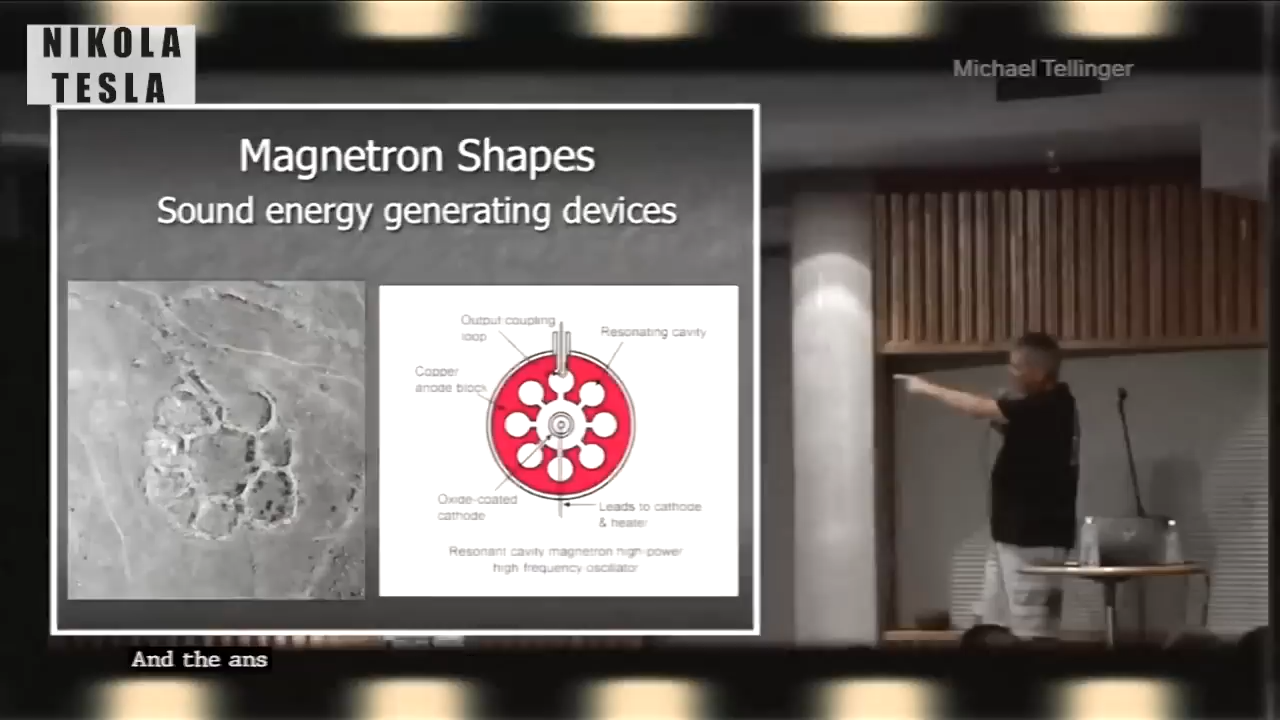 NIKOLA
TESLA
Michael Tellinger
Magnetron Shapes
Sound energy generating devices
Output coupling
loop
Resonating cavity
Copper
anode block
Oxide-coated
cathode
Leads to cathode
& heater
Resonant cavity magnetron high-power
high frequency oscillator
And the ans